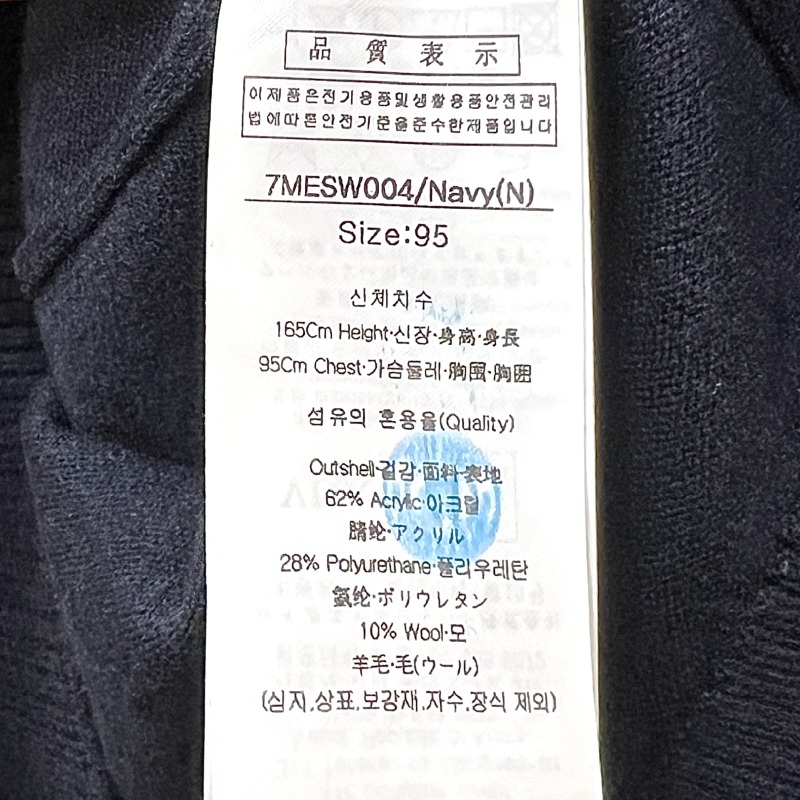 品質表示
이 제품은전기용품및생활용품안전관리
법에따른안전기준을준수한제품입니다
7MESW004/Navy(N)
Size:95
신체치수
165Cm Height·신장·身高·身長
95Cm Chest·가슴둘레·胸围·胸囲
섬유의 혼용율(Quality)
Outshell·겉감·面料·表地
62% Acrylic·아크릴
腈纶·アクリル
28% Polyurethane·폴리우레탄
氨纶·ポリウレタン
10% Wool·모
羊毛·毛(ウール)
(심지,상표,보강재,자수,장식 제외)